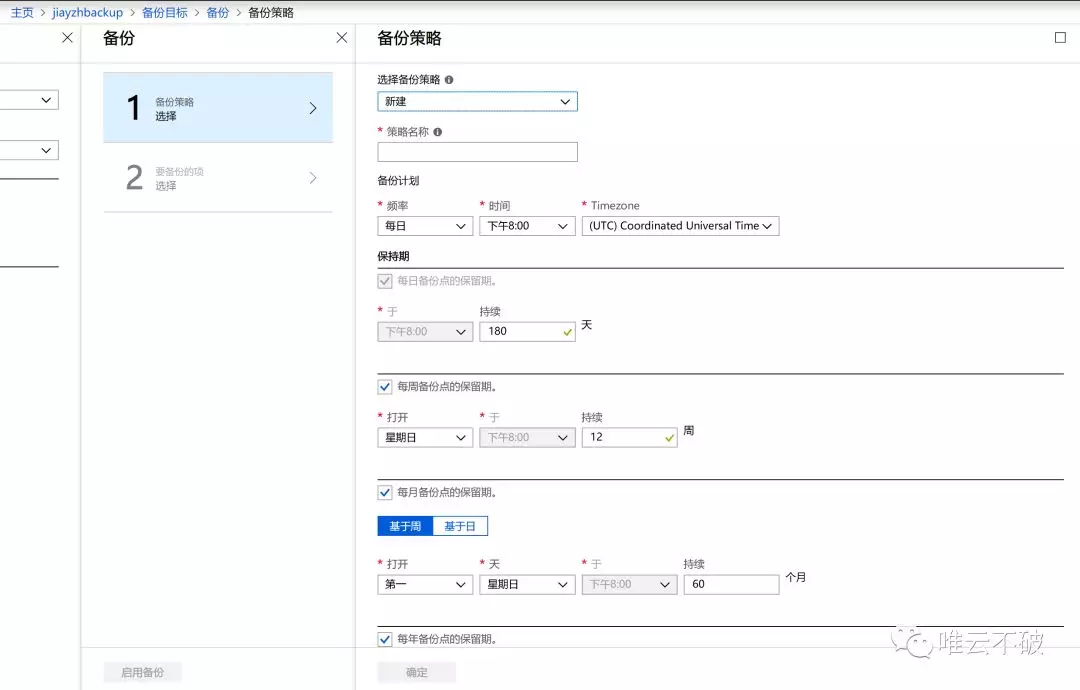 主页 > jiayzhbackup > 备份目标 > 备份 > 备份策略
备份
1
备份策略
选择
2
要备份的项
选择
启用备份
备份策略
选择备份策略
新建
* 策略名称
备份计划
* 频率 * 时间 * Timezone
每日 下午8:00 (UTC) Coordinated Universal Time
保持期
每日备份点的保留期。
* 于 持续
下午8:00 180 天
每周备份点的保留期。
* 打开 * 于 持续
星期日 下午8:00 12 周
每月备份点的保留期。
基于周 基于日
* 打开 * 天 * 于 持续
第一 星期日 下午8:00 60 个月
每年备份点的保留期。
确定
唯云不破